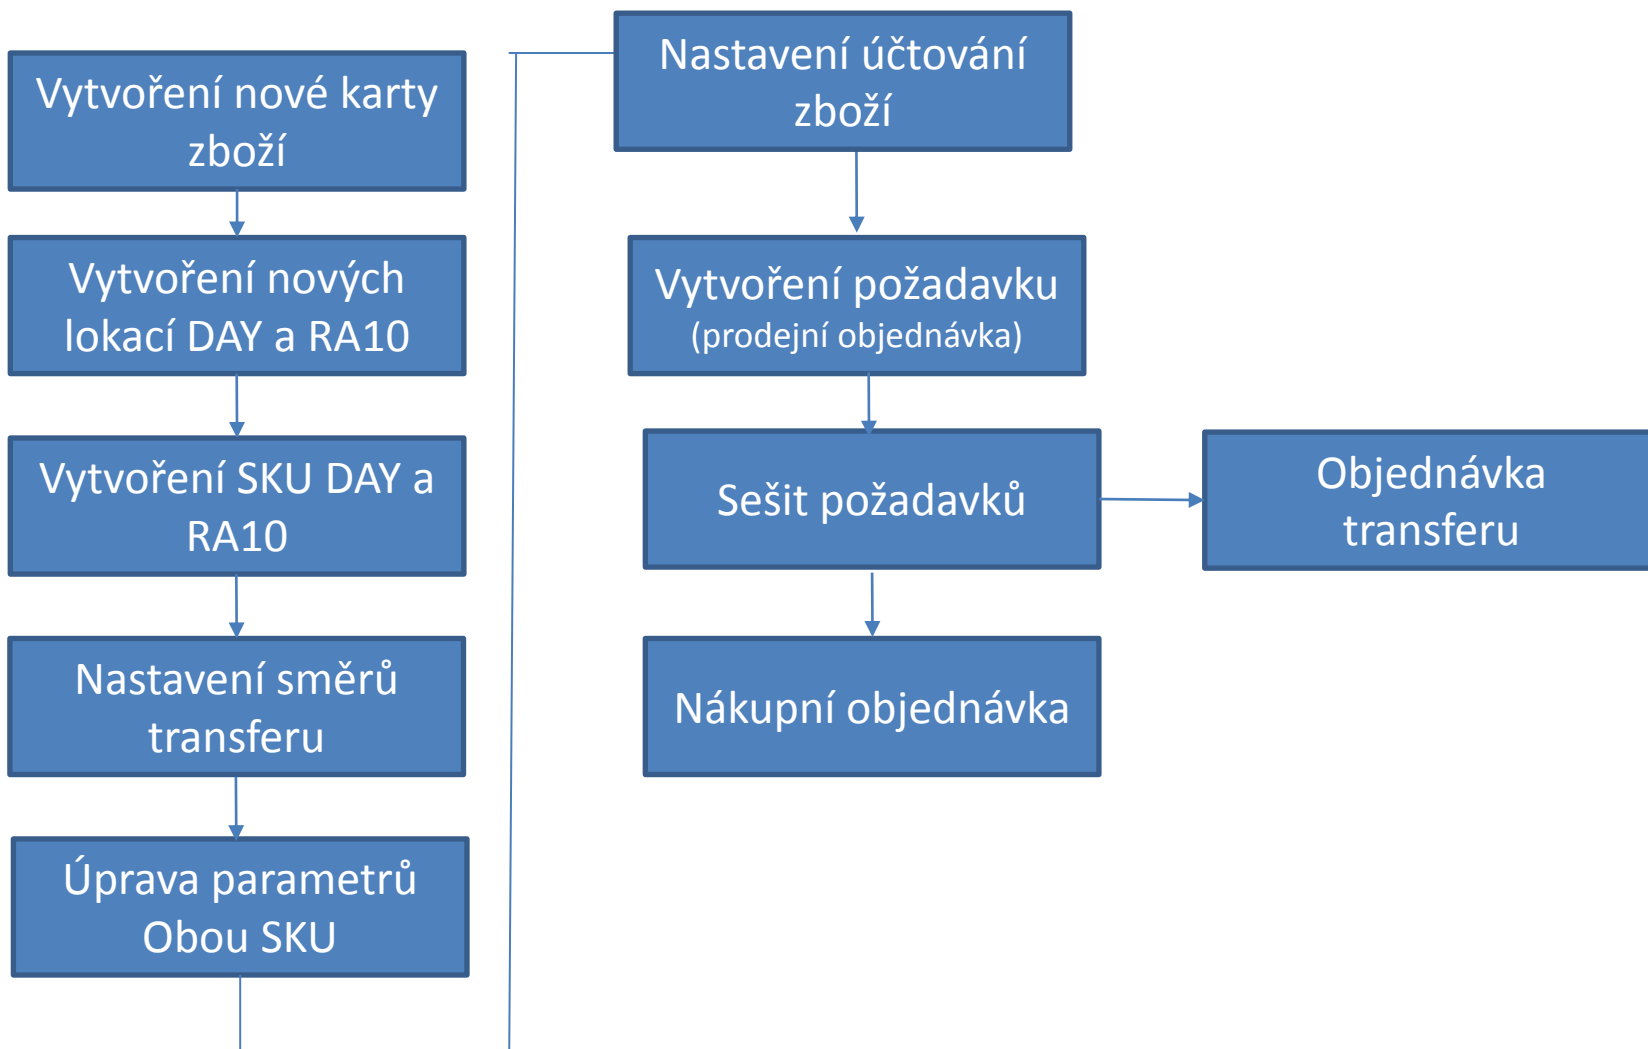 Vytvoření nové karty
zboží
Vytvoření nových
lokací DAY a RA10
Vytvoření SKU DAY a
RA10
Nastavení směrů
transferu
Úprava parametrů
Obou SKU
Nastavení účtování
zboží
Vytvoření požadavku
(prodejní objednávka)
Sešit požadavků
Objednávka
transferu
Nákupní objednávka